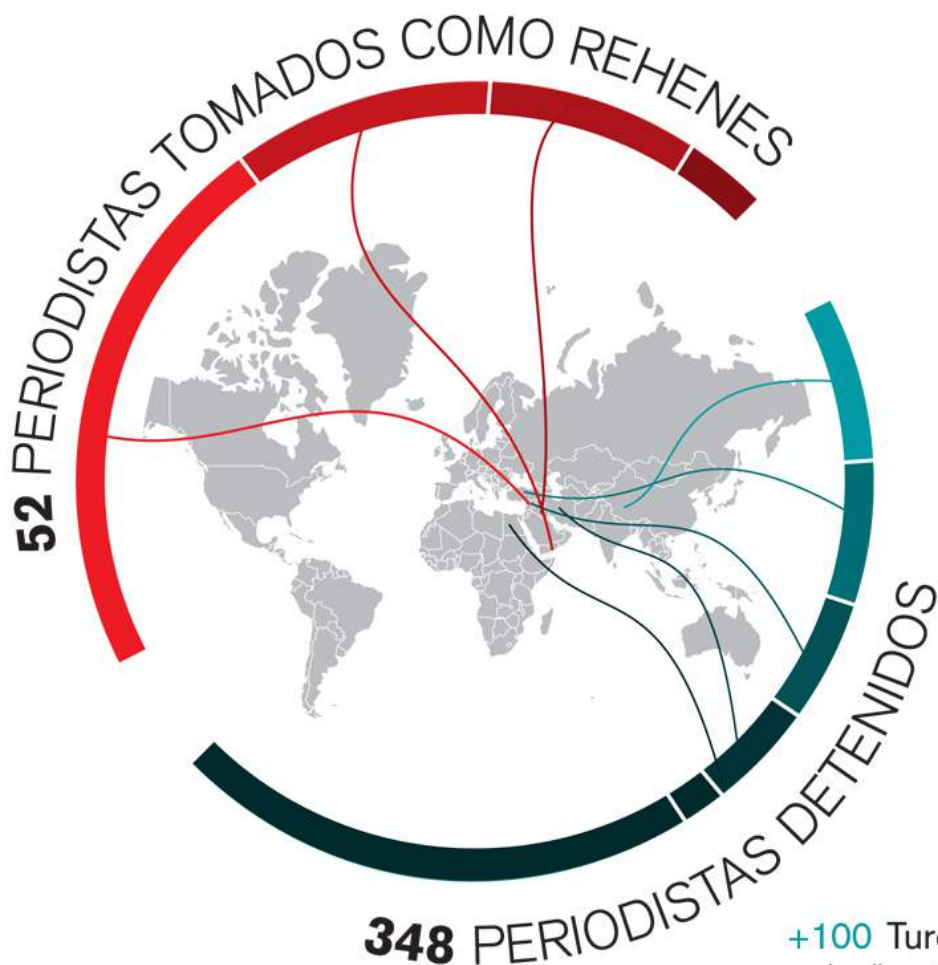 52 PERIODISTAS TOMADOS COMO REHENES
348 PERIODISTAS DETENIDOS
+100